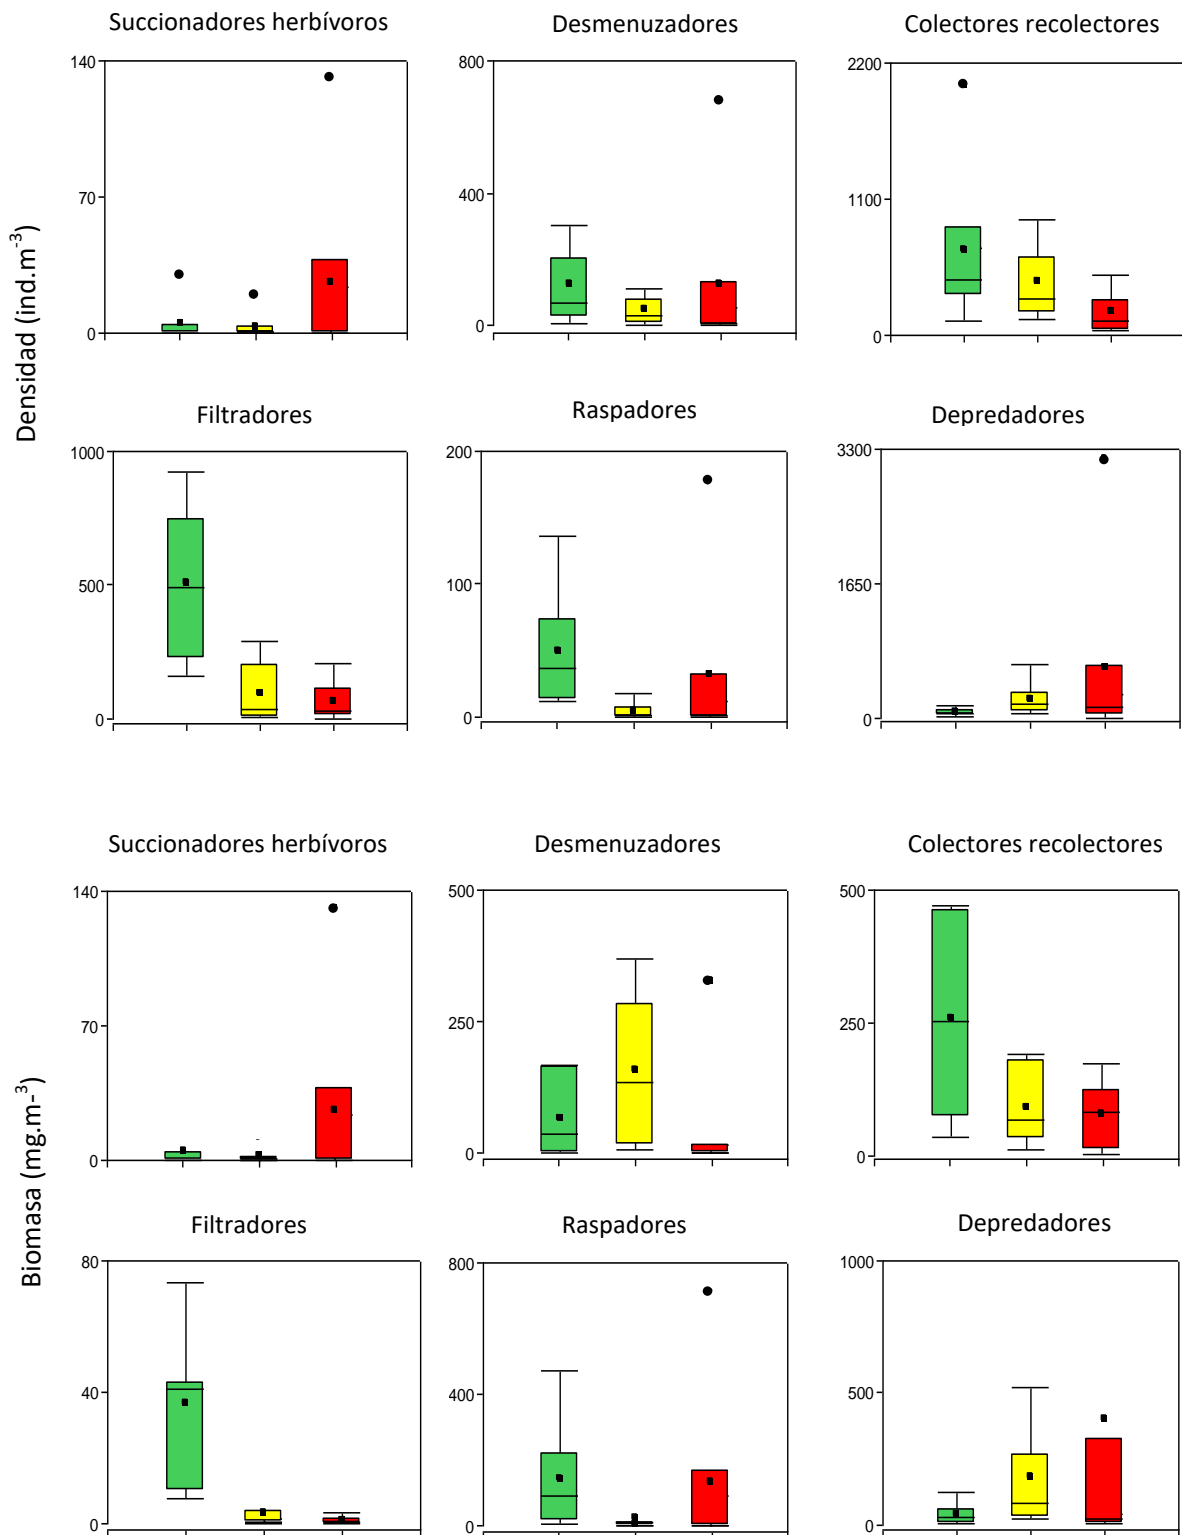 Succionadores herbívoros
Desmenuzadores
Colectores recolectores
140
70
0
800
400
0
2200
1100
0
Densidad (ind.m-3)
Filtradores
Raspadores
Depredadores
1000
500
0
200
100
0
3300
1650
0
Succionadores herbívoros
Desmenuzadores
Colectores recolectores
140
70
0
500
250
0
500
250
0
Biomasa (mg.m-3)
Filtradores
Raspadores
Depredadores
80
40
0
800
400
0
1000
500
0